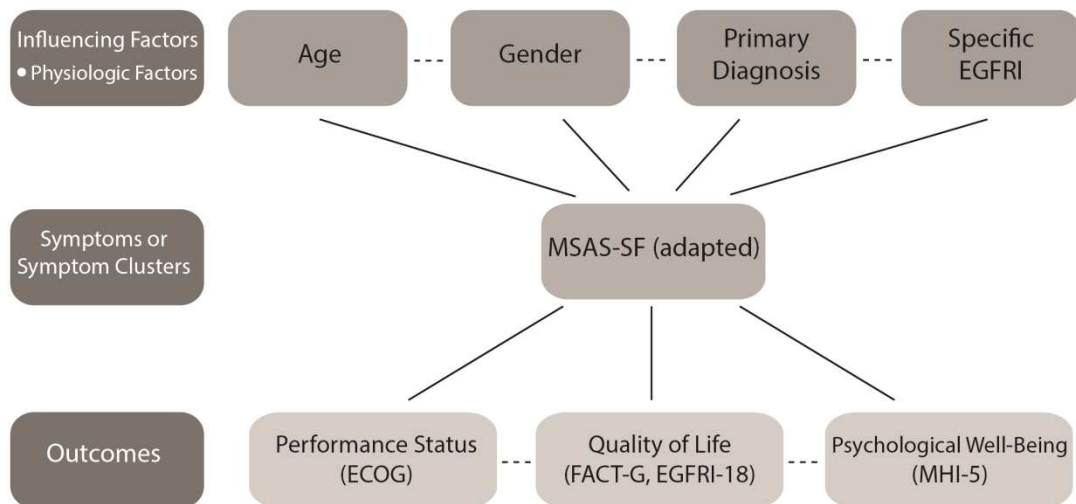 Influencing Factors
• Physiologic Factors
Age
Gender
Primary
Diagnosis
Specific
EGFRI
Symptoms or
Symptom Clusters
MSAS-SF (adapted)
Outcomes
Performance Status
(ECOG)
Quality of Life
(FACT-G, EGFRI-18)
Psychological Well-Being
(MHI-5)